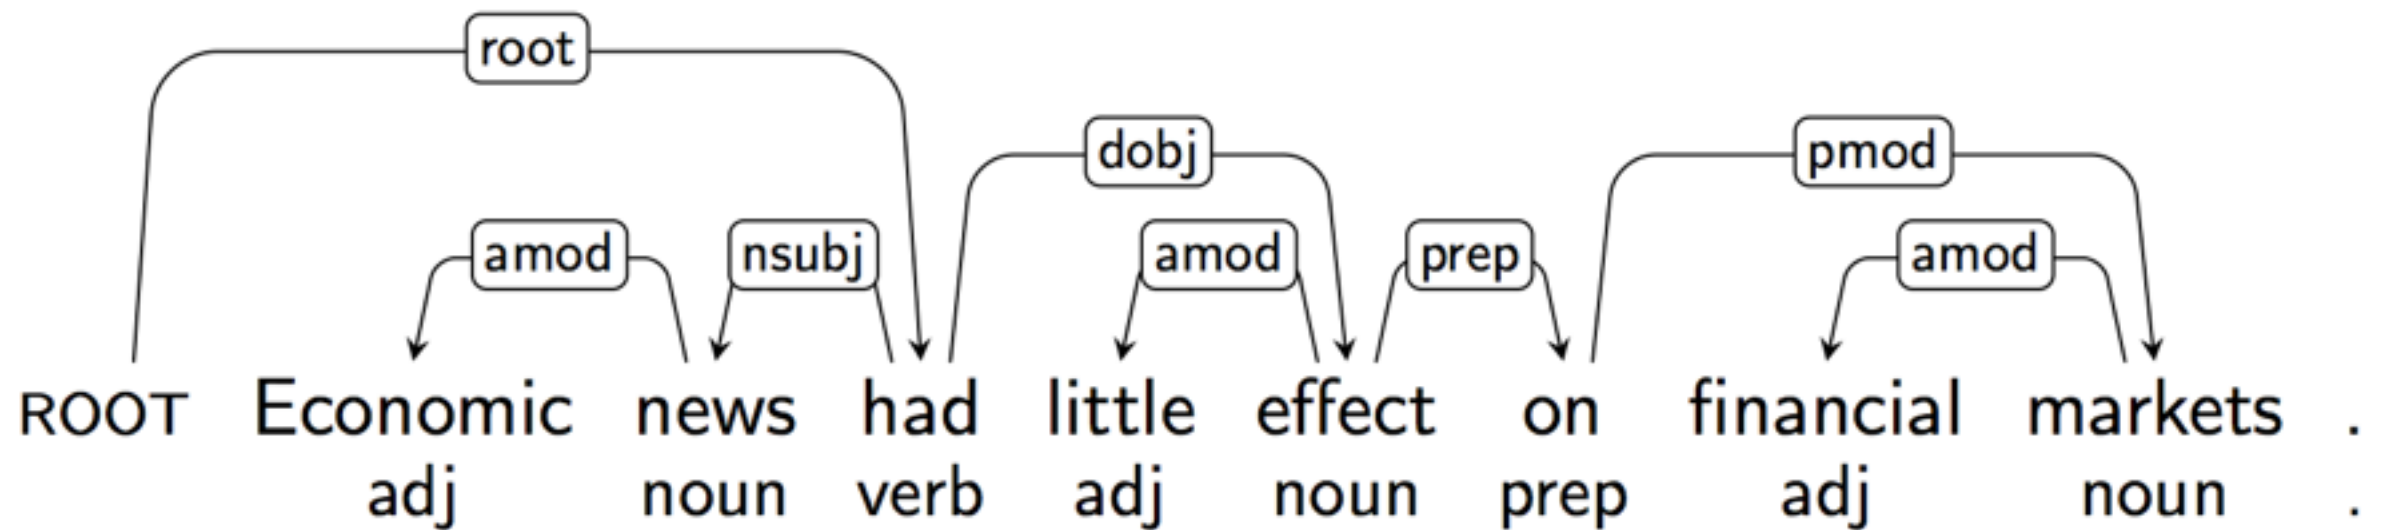 root
dobj pmod
amod nsubj amod prep amod
ROOT Economic news had little effect on financial markets .
adj noun verb adj noun prep adj noun .